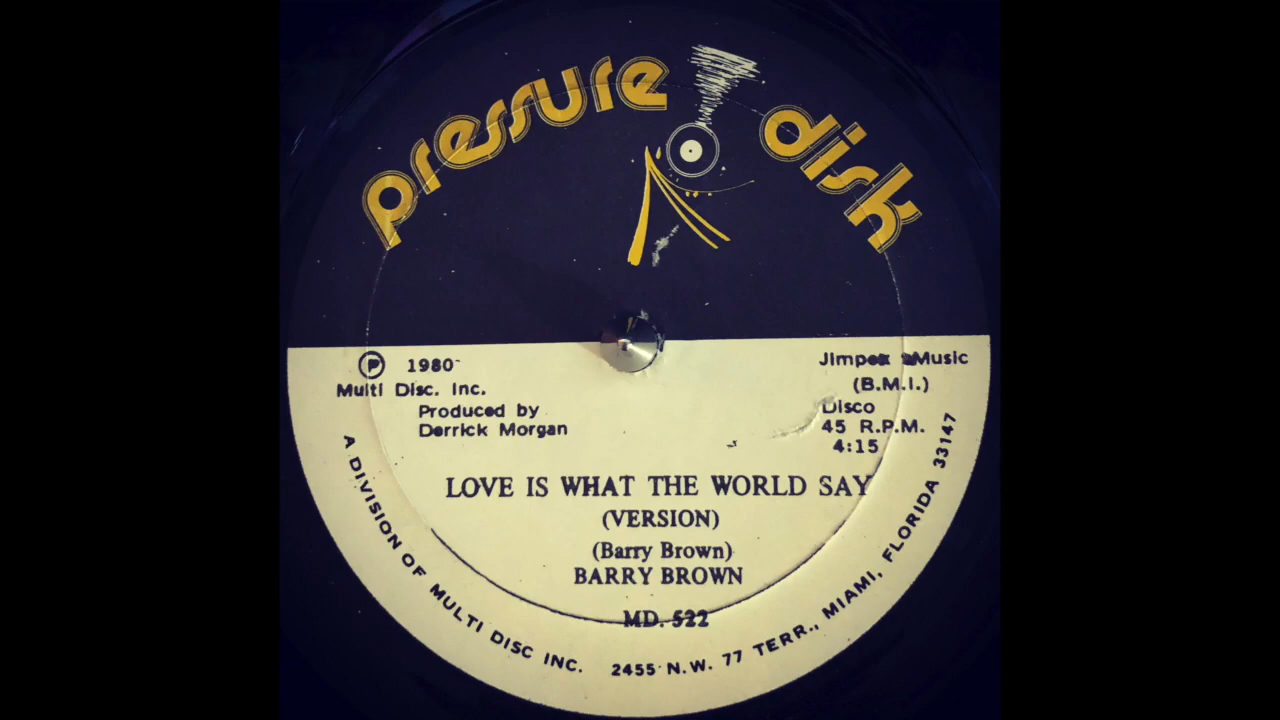 pressure disk
℗ 1980
Multi Disc. Inc.
Produced by
Derrick Morgan
Music
(B.M.I.)
Disco
45 R.P.M.
4:15
LOVE IS WHAT THE WORLD SAY
(VERSION)
(Barry Brown)
BARRY BROWN
MD. 522
A DIVISION OF MULTI DISC INC. 2455 N.W. 77 TERR., MIAMI, FLORIDA 33147